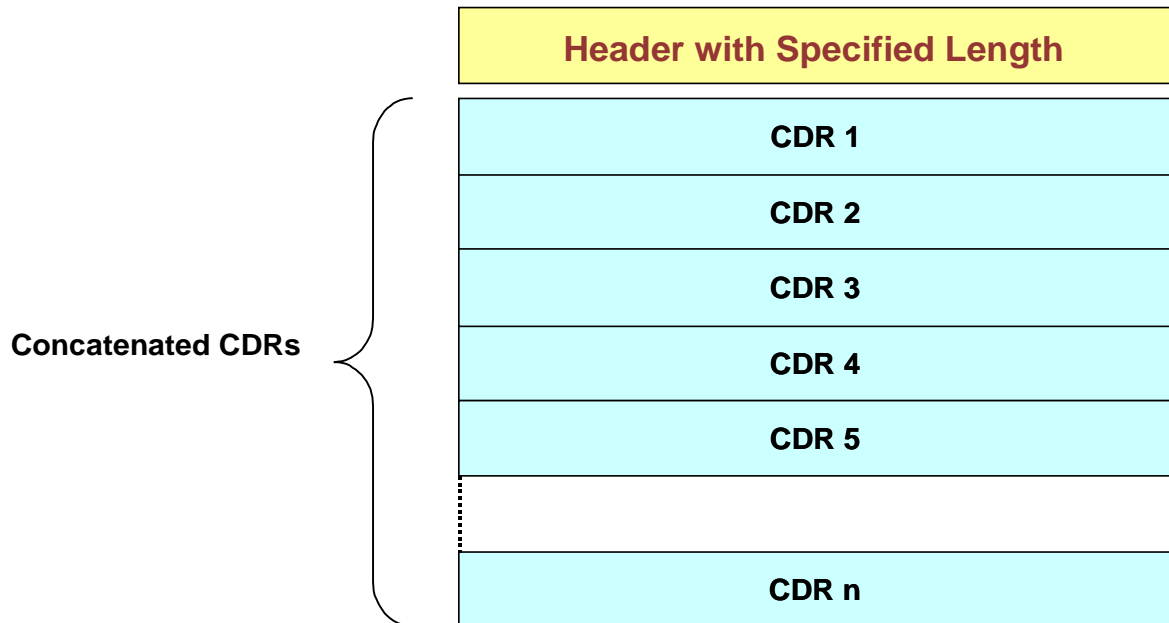 Header with Specified Length
CDR 1
CDR 2
CDR 3
Concatenated CDRs
CDR 4
CDR 5
CDR n